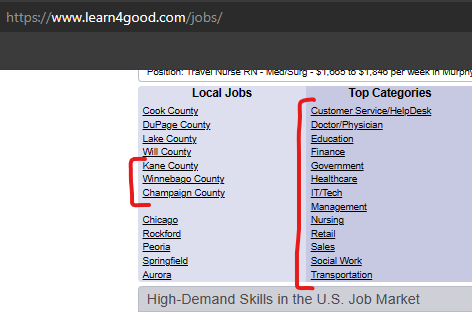 https://www.learn4good.com/jobs/
Position: Travel Nurse RN - Med/Surg - $1,665 to $1,846 per week in Murphy
Local Jobs
Cook County
DuPage County
Lake County
Will County
Kane County
Winnebago County
Champaign County
Chicago
Rockford
Peoria
Springfield
Aurora
Top Categories
Customer Service/HelpDesk
Doctor/Physician
Education
Finance
Government
Healthcare
IT/Tech
Management
Nursing
Retail
Sales
Social Work
Transportation
High-Demand Skills in the U.S. Job Market